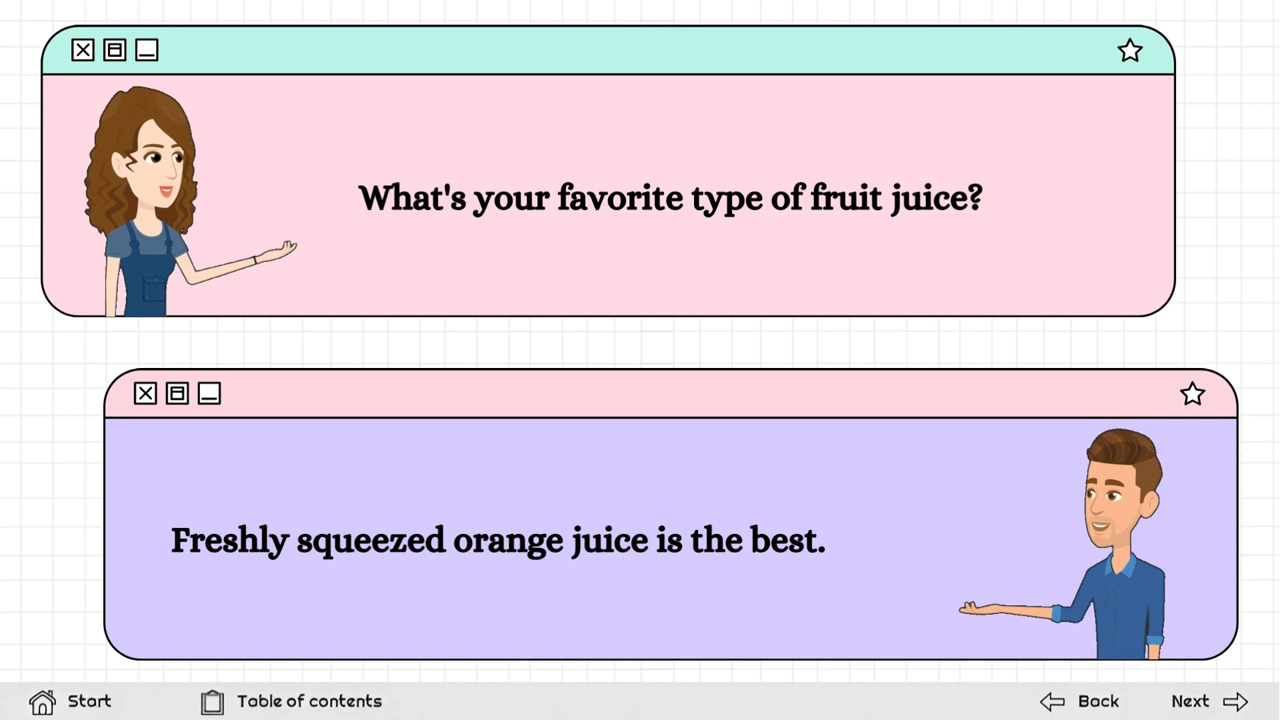 What's your favorite type of fruit juice?
Freshly squeezed orange juice is the best.
Start
Table of contents
Back
Next